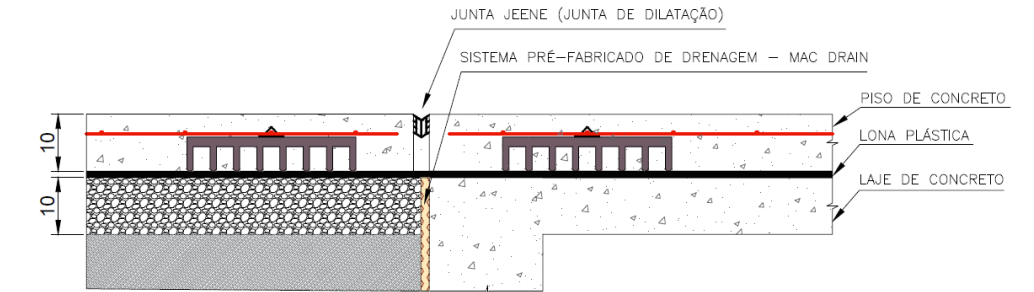 JUNTA JEENE (JUNTA DE DILATAÇÃO)
SISTEMA PRÉ-FABRICADO DE DRENAGEM - MAC DRAIN
PISO DE CONCRETO
10
LONA PLÁSTICA
LAJE DE CONCRETO
10